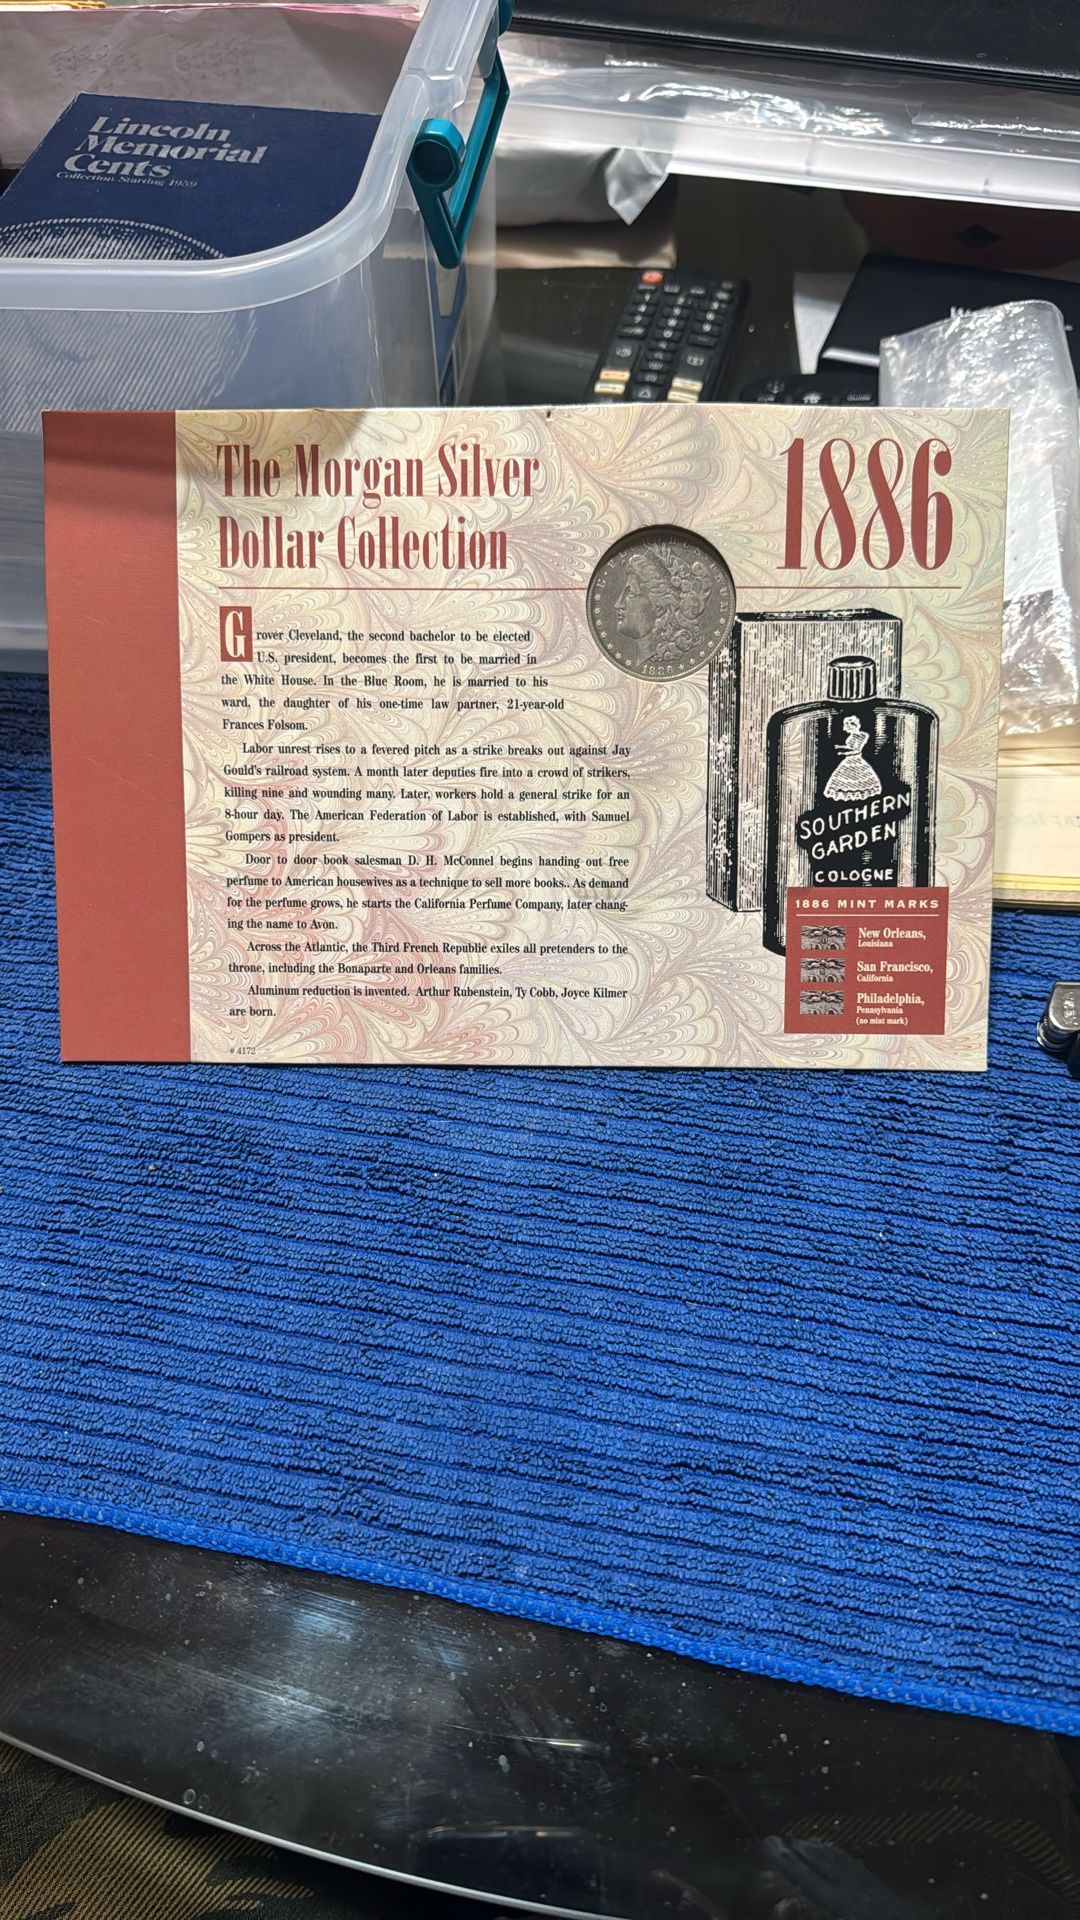 Lincoln
Memorial
Cents
Collection Starting 1959
The Morgan Silver
Dollar Collection
1886
Grover Cleveland, the second bachelor to be elected
U.S. president, becomes the first to be married in
the White House. In the Blue Room, he is married to his
ward, the daughter of his one-time law partner, 21-year-old
Frances Folsom.
Labor unrest rises to a fevered pitch as a strike breaks out against Jay
Gould's railroad system. A month later deputies fire into a crowd of strikers,
killing nine and wounding many. Later, workers hold a general strike for an
8-hour day. The American Federation of Labor is established, with Samuel
Gompers as president.
Door to door book salesman D. H. McConnel begins handing out free
perfume to American housewives as a technique to sell more books.. As demand
for the perfume grows, he starts the California Perfume Company, later chang-
ing the name to Avon.
Across the Atlantic, the Third French Republic exiles all pretenders to the
throne, including the Bonaparte and Orleans families.
Aluminum reduction is invented. Arthur Rubenstein, Ty Cobb, Joyce Kilmer
are born.
# 4172
1886
SOUTHERN
GARDEN
COLOGNE
1886 MINT MARKS
New Orleans,
Louisiana
San Francisco,
California
Philadelphia,
Pennsylvania
(no mint mark)